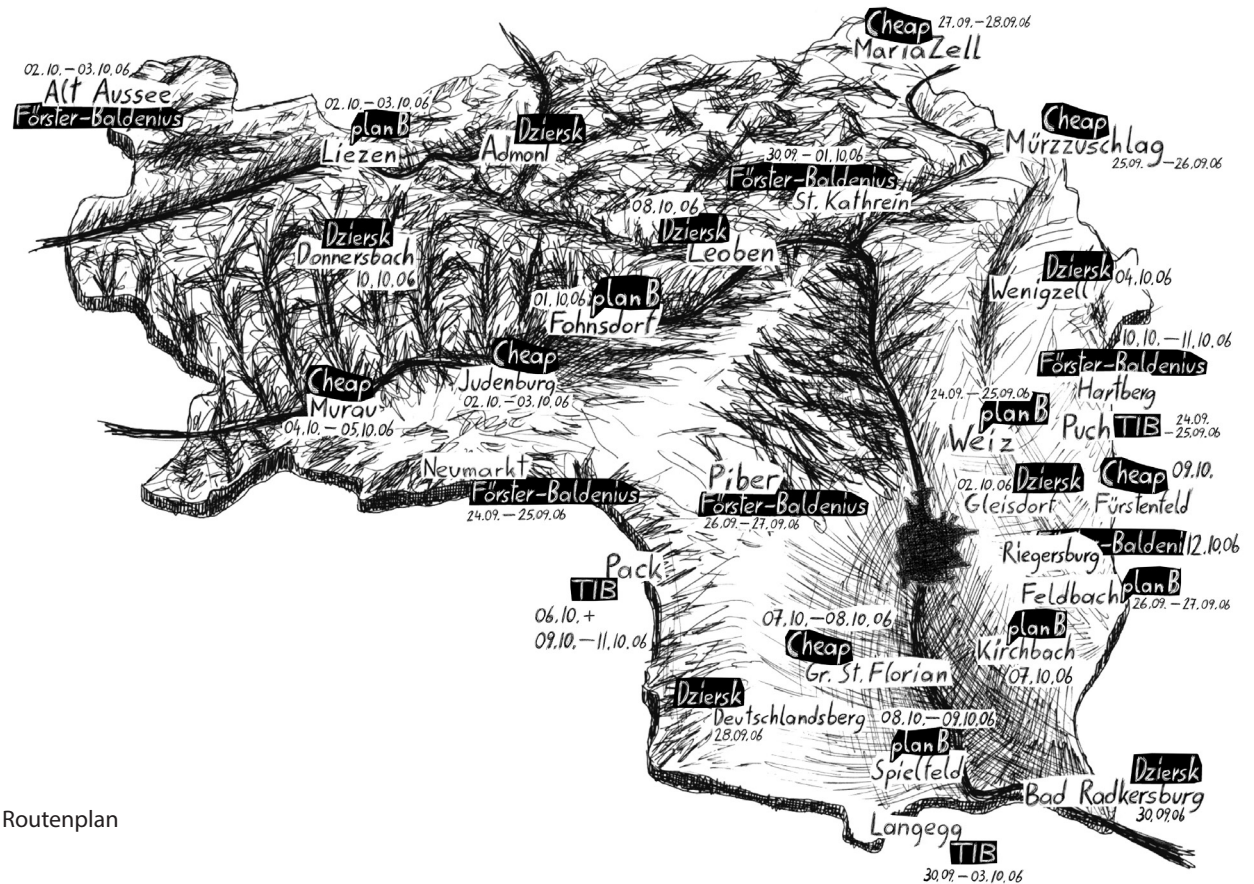 Cheap 27.09.–28.09.06
MariaZell
02.10.–03.10.06
Alt Aussee
Förster-Baldenius
02.10.–03.10.06
plan B
Liezen
Dziersk
Admont
Cheap
Mürzzuschlag
25.09.–26.09.06
30.09.–01.10.06
Förster-Baldenius
St. Kathrein
08.10.06
Dziersk
Leoben
Dziersk
Donnersbach
10.10.06
Dziersk 04.10.06
Wenigzell
01.10.06 plan B
Fohnsdorf
10.10.–11.10.06
Förster-Baldenius
Hartberg
Cheap
Judenburg
02.10.–03.10.06
Cheap
Murau
04.10.–05.10.06
24.09.–25.09.06
plan B
Weiz
Puch TIB 24.09.
–25.09.06
Neumarkt
Förster-Baldenius
24.09.–25.09.06
Piber
Förster-Baldenius
26.09.–27.09.06
02.10.06 Dziersk
Gleisdorf
Cheap 09.10.
Fürstenfeld
Riegersburg -Baldeni 12.10.06
Pack
TIB
06.10.+
09.10.–11.10.06
Feldbach plan B
26.09.–27.09.06
07.10.–08.10.06
Cheap
Gr. St. Florian
plan B
Kirchbach
07.10.06
Dziersk
Deutschlandsberg
28.09.06
08.10.–09.10.06
plan B
Spielfeld
Dziersk
Bad Radkersburg
30.09.06
Routenplan
Langegg
TIB
30.09.–03.10.06